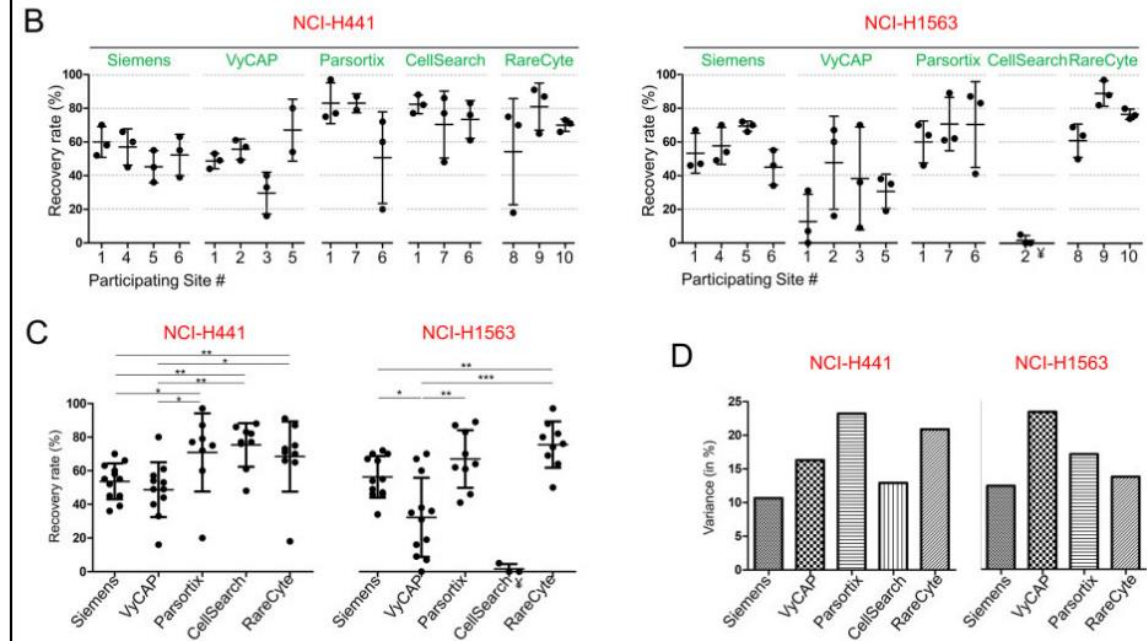 B
NCI-H441
Siemens VyCAP Parsortix CellSearch RareCyte
Recovery rate (%)
100
80
60
40
20
0
1 4 5 6 1 2 3 5 1 7 6 1 7 6 8 9 10
Participating Site #
NCI-H1563
Siemens VyCAP Parsortix CellSearch RareCyte
Recovery rate (%)
100
80
60
40
20
0
1 4 5 6 1 2 3 5 1 7 6 2 ¥ 8 9 10
Participating Site #
C
NCI-H441
**
*
**
**
*
*
Recovery rate (%)
100
80
60
40
20
0
Siemens VyCAP Parsortix CellSearch RareCyte
NCI-H1563
**
***
* **
¥
Siemens VyCAP Parsortix CellSearch RareCyte
D
NCI-H441 NCI-H1563
Variance (in %)
25
20
15
10
5
0
Siemens VyCAP Parsortix CellSearch RareCyte Siemens VyCAP Parsortix RareCyte